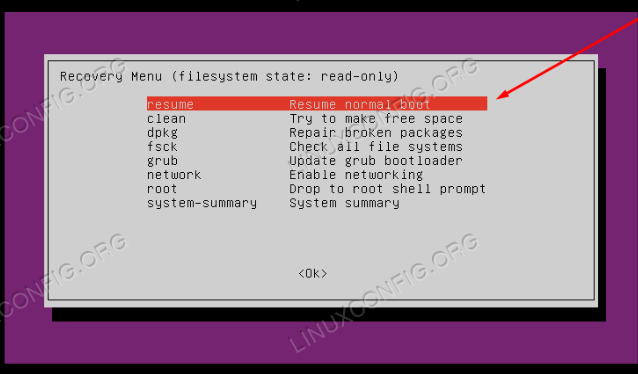 Recovery Menu (filesystem state: read-only)
resume Resume normal boot
clean Try to make free space
dpkg Repair broken packages
fsck Check all file systems
grub Update grub bootloader
network Enable networking
root Drop to root shell prompt
system-summary System summary
<Ok>
LINUXCONFIG.ORG